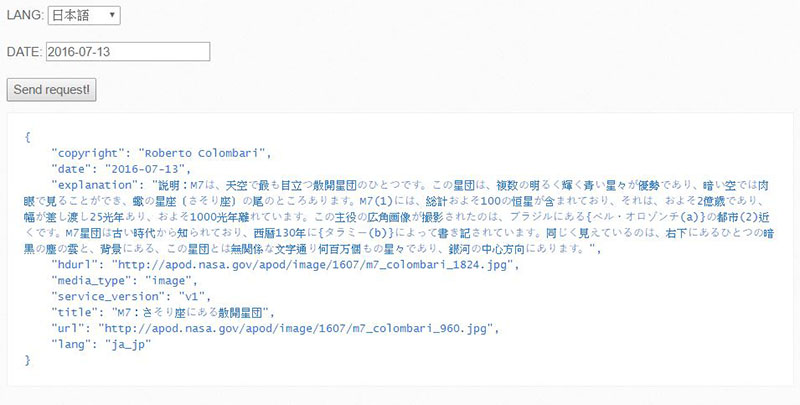 LANG: 日本語
DATE: 2016-07-13
Send request!
{
"copyright": "Roberto Colombari",
"date": "2016-07-13",
"explanation": "説明：M7は、天空で最も目立つ散開星団のひとつです。この星団は、複数の明るく輝く青い星々が優勢であり、暗い空では肉
眼で見ることができ、蠍の星座（さそり座）の尾のところあります。M7(1)には、総計およそ100の恒星が含まれており、それは、およそ2億歳であり、
幅が差し渡し25光年あり、およそ1000光年離れています。この主役の広角画像が撮影されたのは、ブラジルにある{ベル・オロゾンテ(a)}の都市(2)近
くです。M7星団は古い時代から知られており、西暦130年に{タラミー(b)}によって書き記されています。同じく見えているのは、右下にあるひとつの暗
黒の塵の雲と、背景にある、この星団とは無関係な文字通り何百万個もの星々であり、銀河の中心方向にあります。",
"hdurl": "http://apod.nasa.gov/apod/image/1607/m7_colombari_1824.jpg",
"media_type": "image",
"service_version": "v1",
"title": "M7：さそり座にある散開星団",
"url": "http://apod.nasa.gov/apod/image/1607/m7_colombari_960.jpg",
"lang": "ja_jp"
}